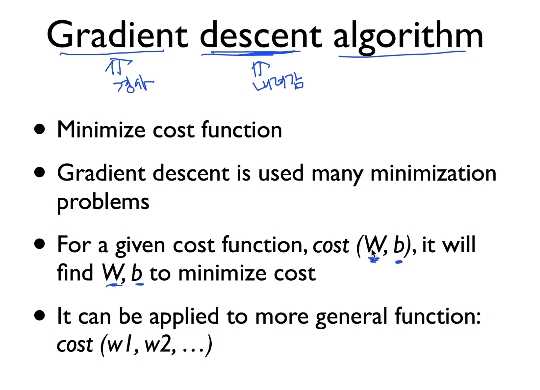 Gradient descent algorithm
경사 내려감
• Minimize cost function
• Gradient descent is used many minimization
problems
• For a given cost function, cost (W, b), it will
find W, b to minimize cost
• It can be applied to more general function:
cost (w1, w2, …)